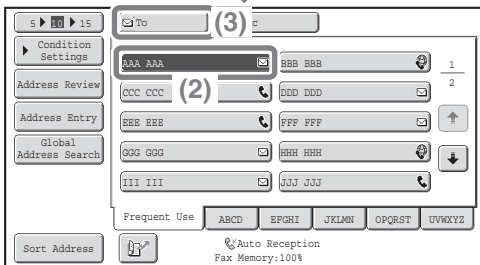 5 10 15
To
(3)
c
Condition
Settings
Address Review
Address Entry
Global
Address Search
Sort Address
AAA AAA
BBB BBB
1
2
CCC CCC
(2)
DDD DDD
EEE EEE
FFF FFF
GGG GGG
HHH HHH
III III
JJJ JJJ
Frequent Use
ABCD
EFGHI
JKLMN
OPQRST
UVWXYZ
Auto Reception
Fax Memory:100%